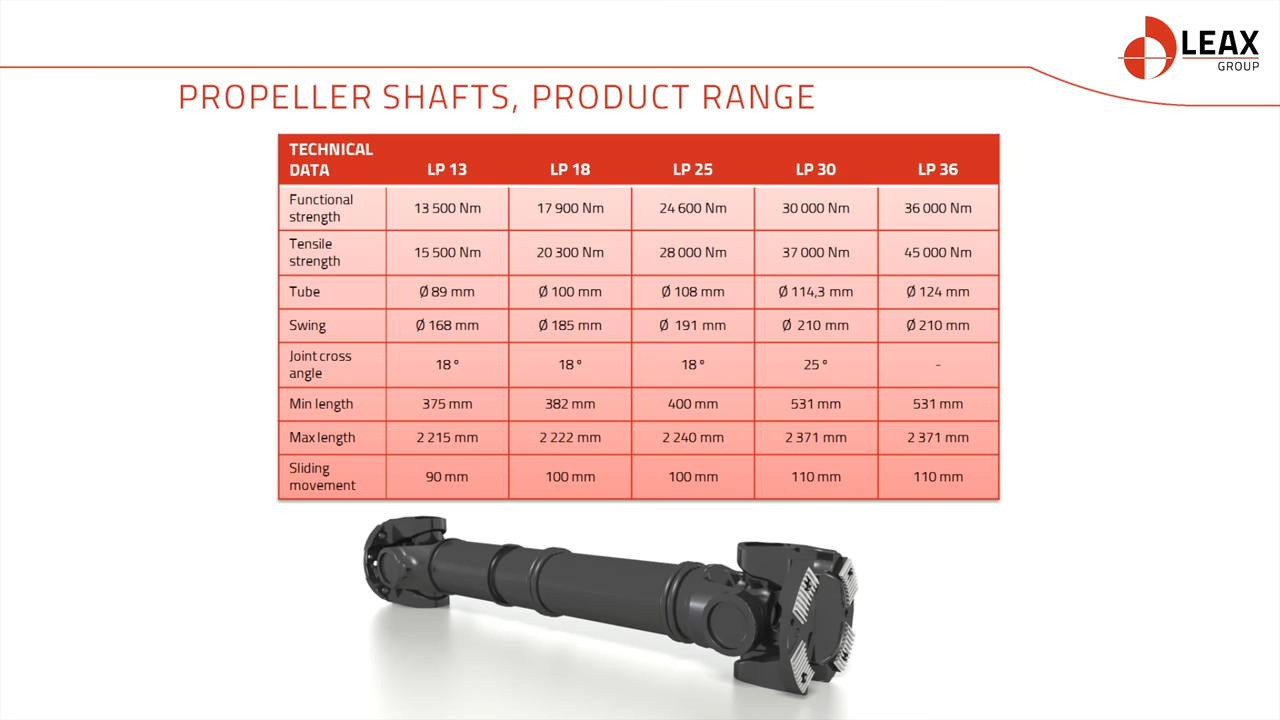 LEAX
GROUP
PROPELLER SHAFTS, PRODUCT RANGE
TECHNICAL
DATA LP 13 LP 18 LP 25 LP 30 LP 36
Functional
strength 13 500 Nm 17 900 Nm 24 600 Nm 30 000 Nm 36 000 Nm
Tensile
strength 15 500 Nm 20 300 Nm 28 000 Nm 37 000 Nm 45 000 Nm
Tube Ø 89 mm Ø 100 mm Ø 108 mm Ø 114,3 mm Ø 124 mm
Swing Ø 168 mm Ø 185 mm Ø 191 mm Ø 210 mm Ø 210 mm
Joint cross
angle 18 º 18 º 18 º 25 º -
Min length 375 mm 382 mm 400 mm 531 mm 531 mm
Max length 2 215 mm 2 222 mm 2 240 mm 2 371 mm 2 371 mm
Sliding
movement 90 mm 100 mm 100 mm 110 mm 110 mm